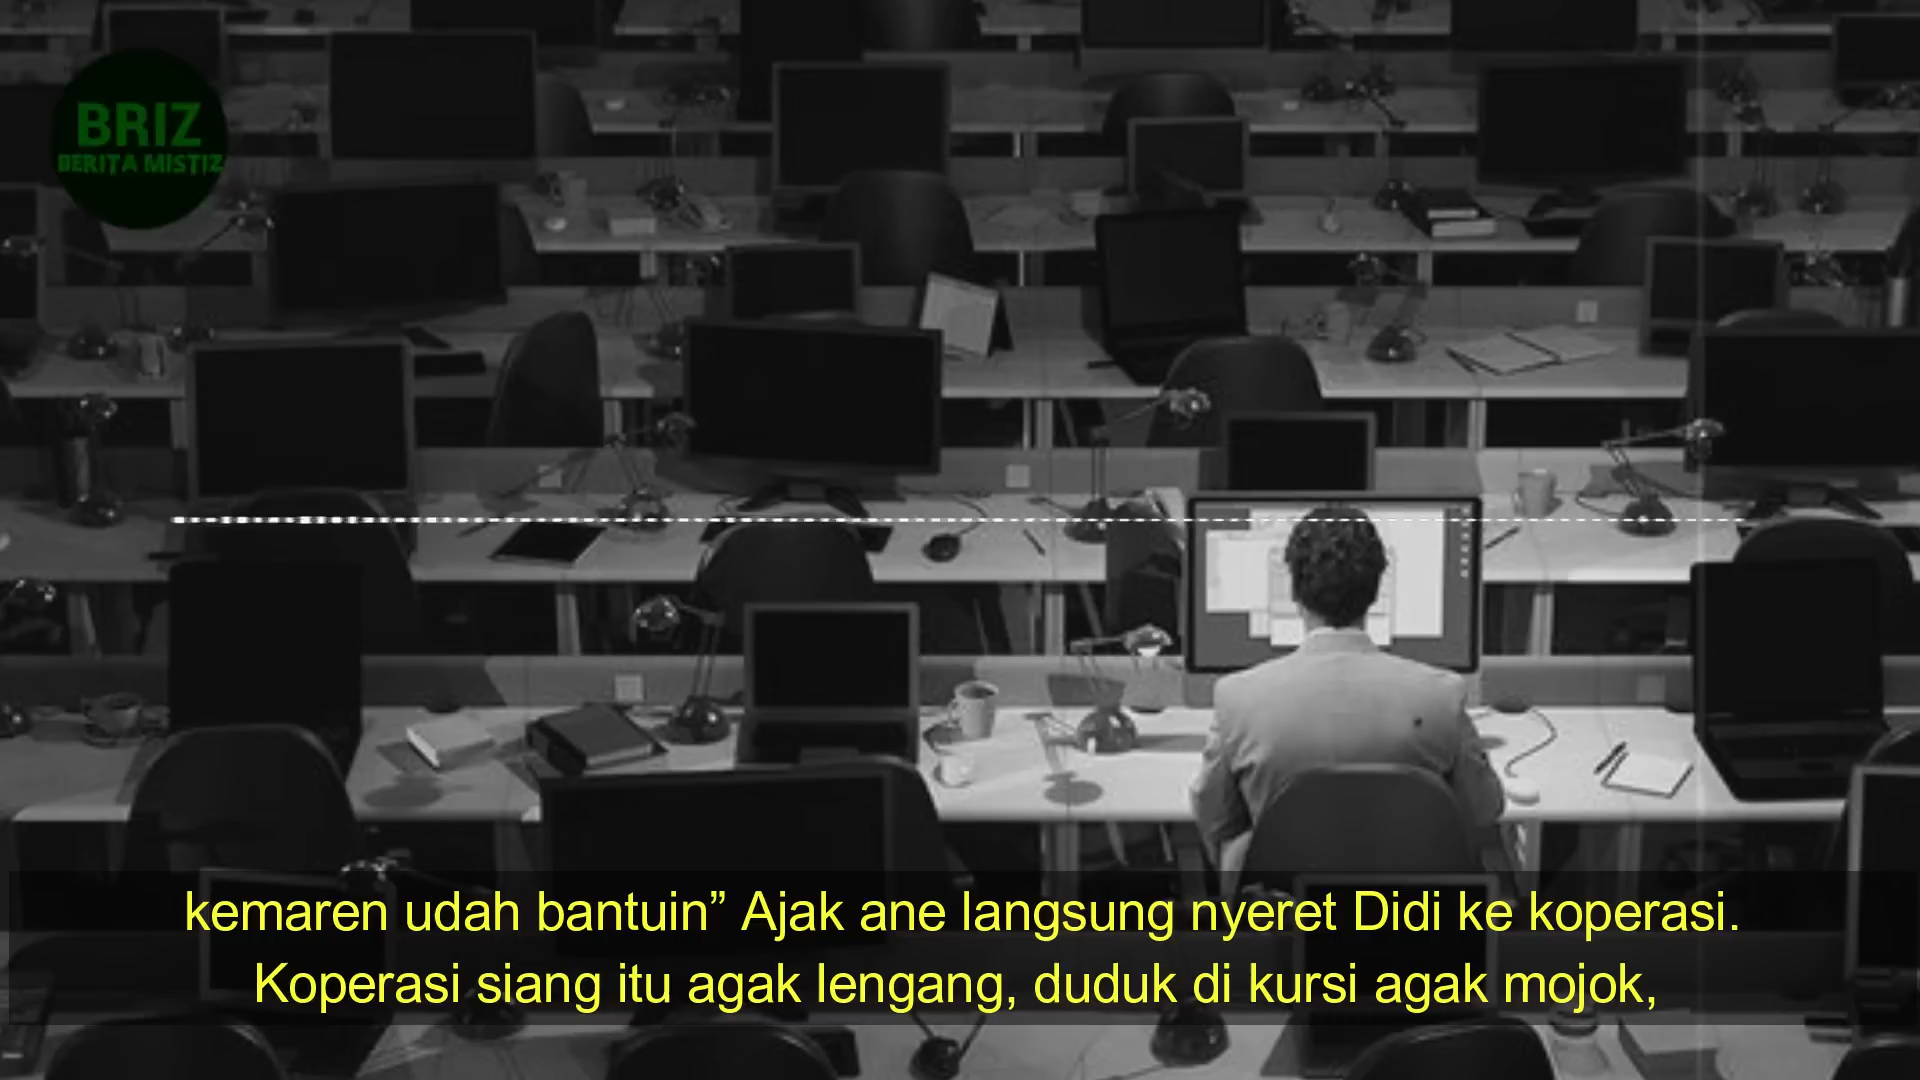 BRIZ
BERITA MISTIZ
kemaren udah bantuin” Ajak ane langsung nyeret Didi ke koperasi.
Koperasi siang itu agak lengang, duduk di kursi agak mojok,